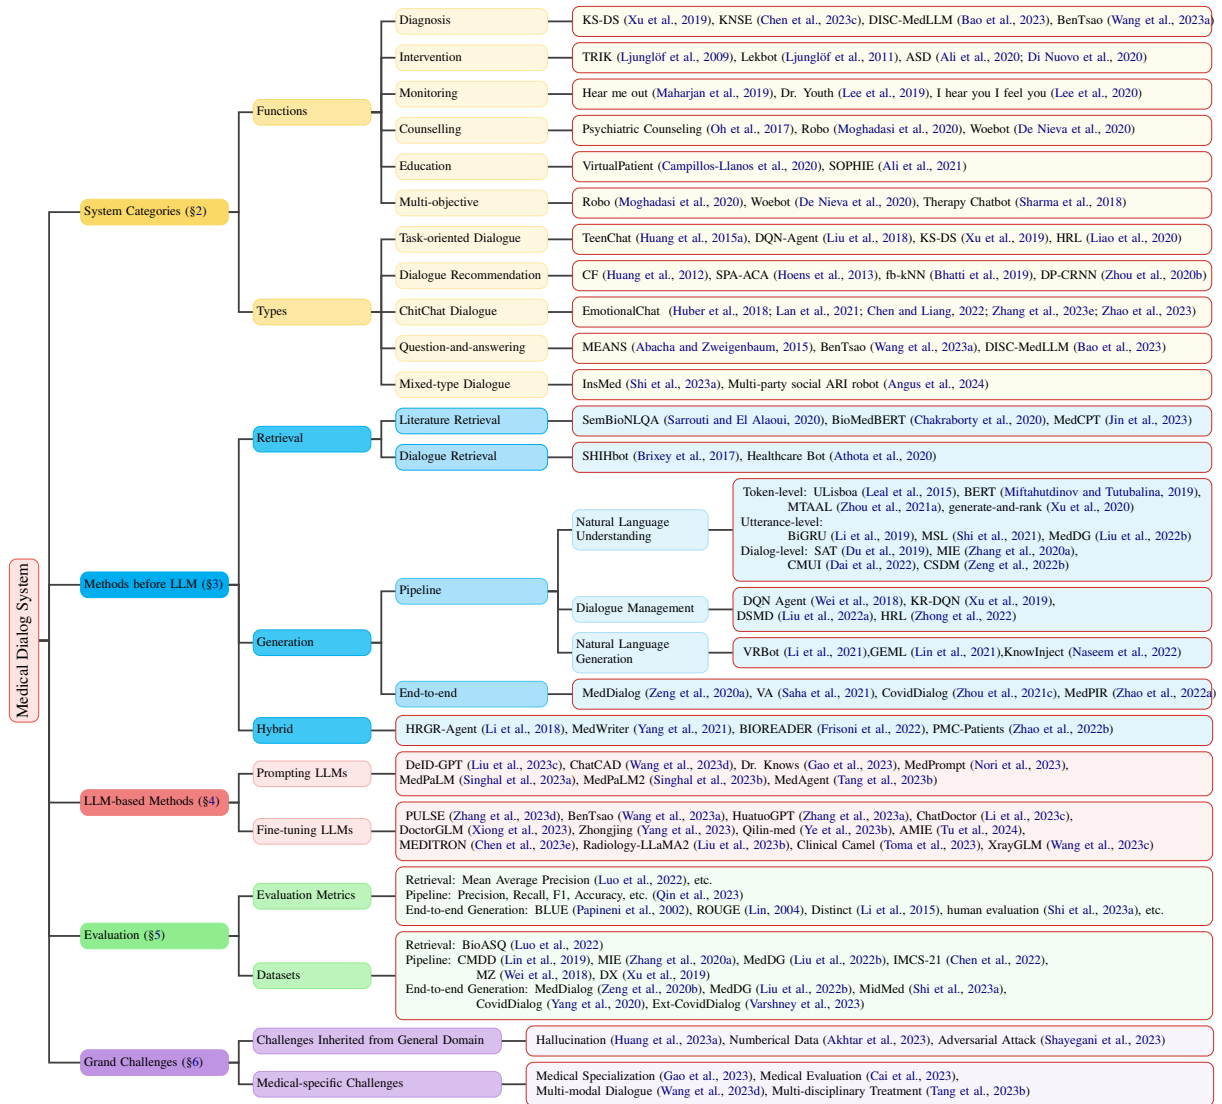 Medical Dialog System
System Categories (§2)
Functions
Diagnosis
KS-DS (Xu et al., 2019), KNSE (Chen et al., 2023c), DISC-MedLLM (Bao et al., 2023), BenTsao (Wang et al., 2023a)
Intervention
TRIK (Ljunglöf et al., 2009), Lekbot (Ljunglöf et al., 2011), ASD (Ali et al., 2020; Di Nuovo et al., 2020)
Monitoring
Hear me out (Maharjan et al., 2019), Dr. Youth (Lee et al., 2019), I hear you I feel you (Lee et al., 2020)
Counselling
Psychiatric Counseling (Oh et al., 2017), Robo (Moghadasi et al., 2020), Woebot (De Nieva et al., 2020)
Education
VirtualPatient (Campillos-Llanos et al., 2020), SOPHIE (Ali et al., 2021)
Multi-objective
Robo (Moghadasi et al., 2020), Woebot (De Nieva et al., 2020), Therapy Chatbot (Sharma et al., 2018)
Types
Task-oriented Dialogue
TeenChat (Huang et al., 2015a), DQN-Agent (Liu et al., 2018), KS-DS (Xu et al., 2019), HRL (Liao et al., 2020)
Dialogue Recommendation
CF (Huang et al., 2012), SPA-ACA (Hoens et al., 2013), fb-kNN (Bhatti et al., 2019), DP-CRNN (Zhou et al., 2020b)
ChitChat Dialogue
EmotionalChat (Huber et al., 2018; Lan et al., 2021; Chen and Liang, 2022; Zhang et al., 2023e; Zhao et al., 2023)
Question-and-answering
MEANS (Abacha and Zweigenbaum, 2015), BenTsao (Wang et al., 2023a), DISC-MedLLM (Bao et al., 2023)
Mixed-type Dialogue
InsMed (Shi et al., 2023a), Multi-party social ARI robot (Angus et al., 2024)
Methods before LLM (§3)
Retrieval
Literature Retrieval
SemBioNLQA (Sarrouti and El Alaoui, 2020), BioMedBERT (Chakraborty et al., 2020), MedCPT (Jin et al., 2023)
Dialogue Retrieval
SHIHbot (Brixey et al., 2017), Healthcare Bot (Athota et al., 2020)
Generation
Pipeline
Natural Language
Understanding
Token-level: ULisboa (Leal et al., 2015), BERT (Miftahutdinov and Tutubalina, 2019),
MTAAL (Zhou et al., 2021a), generate-and-rank (Xu et al., 2020)
Utterance-level:
BiGRU (Li et al., 2019), MSL (Shi et al., 2021), MedDG (Liu et al., 2022b)
Dialog-level: SAT (Du et al., 2019), MIE (Zhang et al., 2020a),
CMUI (Dai et al., 2022), CSDM (Zeng et al., 2022b)
Dialogue Management
DQN Agent (Wei et al., 2018), KR-DQN (Xu et al., 2019),
DSMD (Liu et al., 2022a), HRL (Zhong et al., 2022)
Natural Language
Generation
VRBot (Li et al., 2021),GEML (Lin et al., 2021),KnowInject (Naseem et al., 2022)
End-to-end
MedDialog (Zeng et al., 2020a), VA (Saha et al., 2021), CovidDialog (Zhou et al., 2021c), MedPIR (Zhao et al., 2022a)
Hybrid
HRGR-Agent (Li et al., 2018), MedWriter (Yang et al., 2021), BIOREADER (Frisoni et al., 2022), PMC-Patients (Zhao et al., 2022b)
LLM-based Methods (§4)
Prompting LLMs
DeID-GPT (Liu et al., 2023c), ChatCAD (Wang et al., 2023d), Dr. Knows (Gao et al., 2023), MedPrompt (Nori et al., 2023),
MedPaLM (Singhal et al., 2023a), MedPaLM2 (Singhal et al., 2023b), MedAgent (Tang et al., 2023b)
Fine-tuning LLMs
PULSE (Zhang et al., 2023d), BenTsao (Wang et al., 2023a), HuatuoGPT (Zhang et al., 2023a), ChatDoctor (Li et al., 2023c),
DoctorGLM (Xiong et al., 2023), Zhongjing (Yang et al., 2023), Qilin-med (Ye et al., 2023b), AMIE (Tu et al., 2024),
MEDITRON (Chen et al., 2023e), Radiology-LLaMA2 (Liu et al., 2023b), Clinical Camel (Toma et al., 2023), XrayGLM (Wang et al., 2023c)
Evaluation (§5)
Evaluation Metrics
Retrieval: Mean Average Precision (Luo et al., 2022), etc.
Pipeline: Precision, Recall, F1, Accuracy, etc. (Qin et al., 2023)
End-to-end Generation: BLUE (Papineni et al., 2002), ROUGE (Lin, 2004), Distinct (Li et al., 2015), human evaluation (Shi et al., 2023a), etc.
Datasets
Retrieval: BioASQ (Luo et al., 2022)
Pipeline: CMDD (Lin et al., 2019), MIE (Zhang et al., 2020a), MedDG (Liu et al., 2022b), IMCS-21 (Chen et al., 2022),
MZ (Wei et al., 2018), DX (Xu et al., 2019)
End-to-end Generation: MedDialog (Zeng et al., 2020b), MedDG (Liu et al., 2022b), MidMed (Shi et al., 2023a),
CovidDialog (Yang et al., 2020), Ext-CovidDialog (Varshney et al., 2023)
Grand Challenges (§6)
Challenges Inherited from General Domain
Hallucination (Huang et al., 2023a), Numberical Data (Akhtar et al., 2023), Adversarial Attack (Shayegani et al., 2023)
Medical-specific Challenges
Medical Specialization (Gao et al., 2023), Medical Evaluation (Cai et al., 2023),
Multi-modal Dialogue (Wang et al., 2023d), Multi-disciplinary Treatment (Tang et al., 2023b)